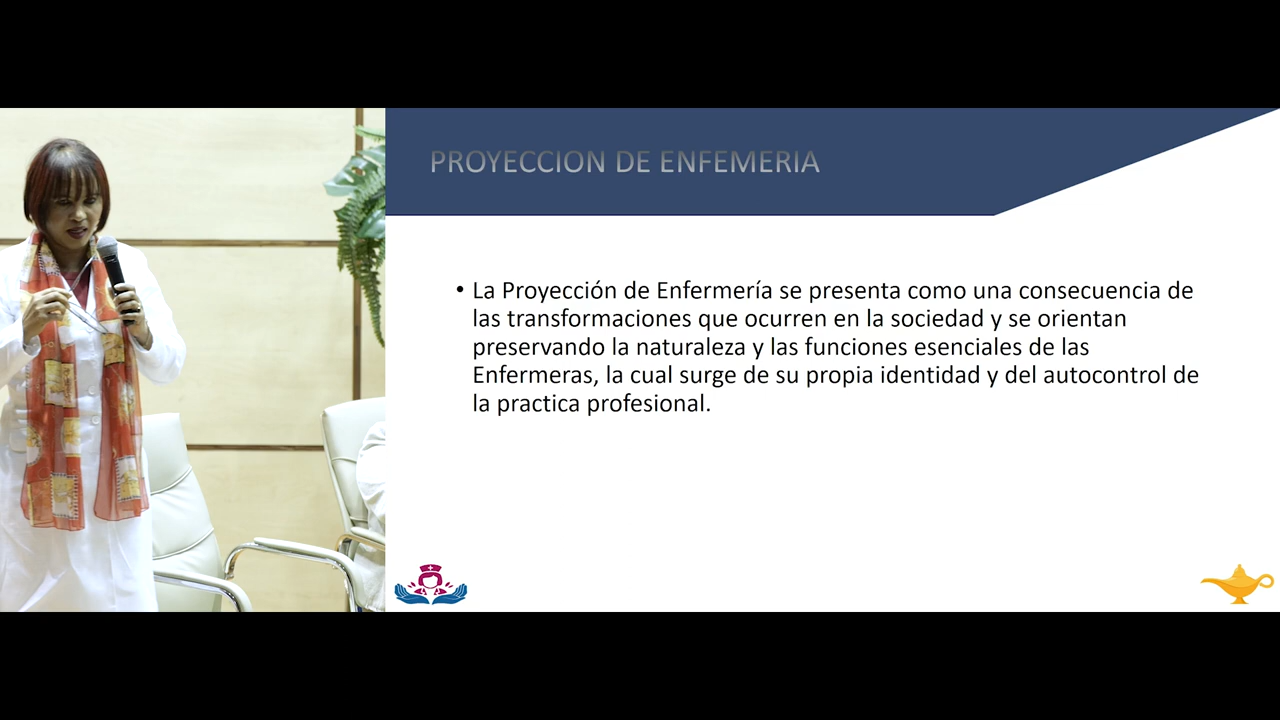 PROYECCION DE ENFEMERIA
• La Proyección de Enfermería se presenta como una consecuencia de
las transformaciones que ocurren en la sociedad y se orientan
preservando la naturaleza y las funciones esenciales de las
Enfermeras, la cual surge de su propia identidad y del autocontrol de
la practica profesional.